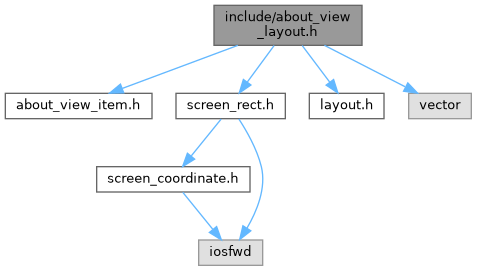 include/about_view
_layout.h
about_view_item.h
screen_rect.h
layout.h
vector
screen_coordinate.h
iosfwd